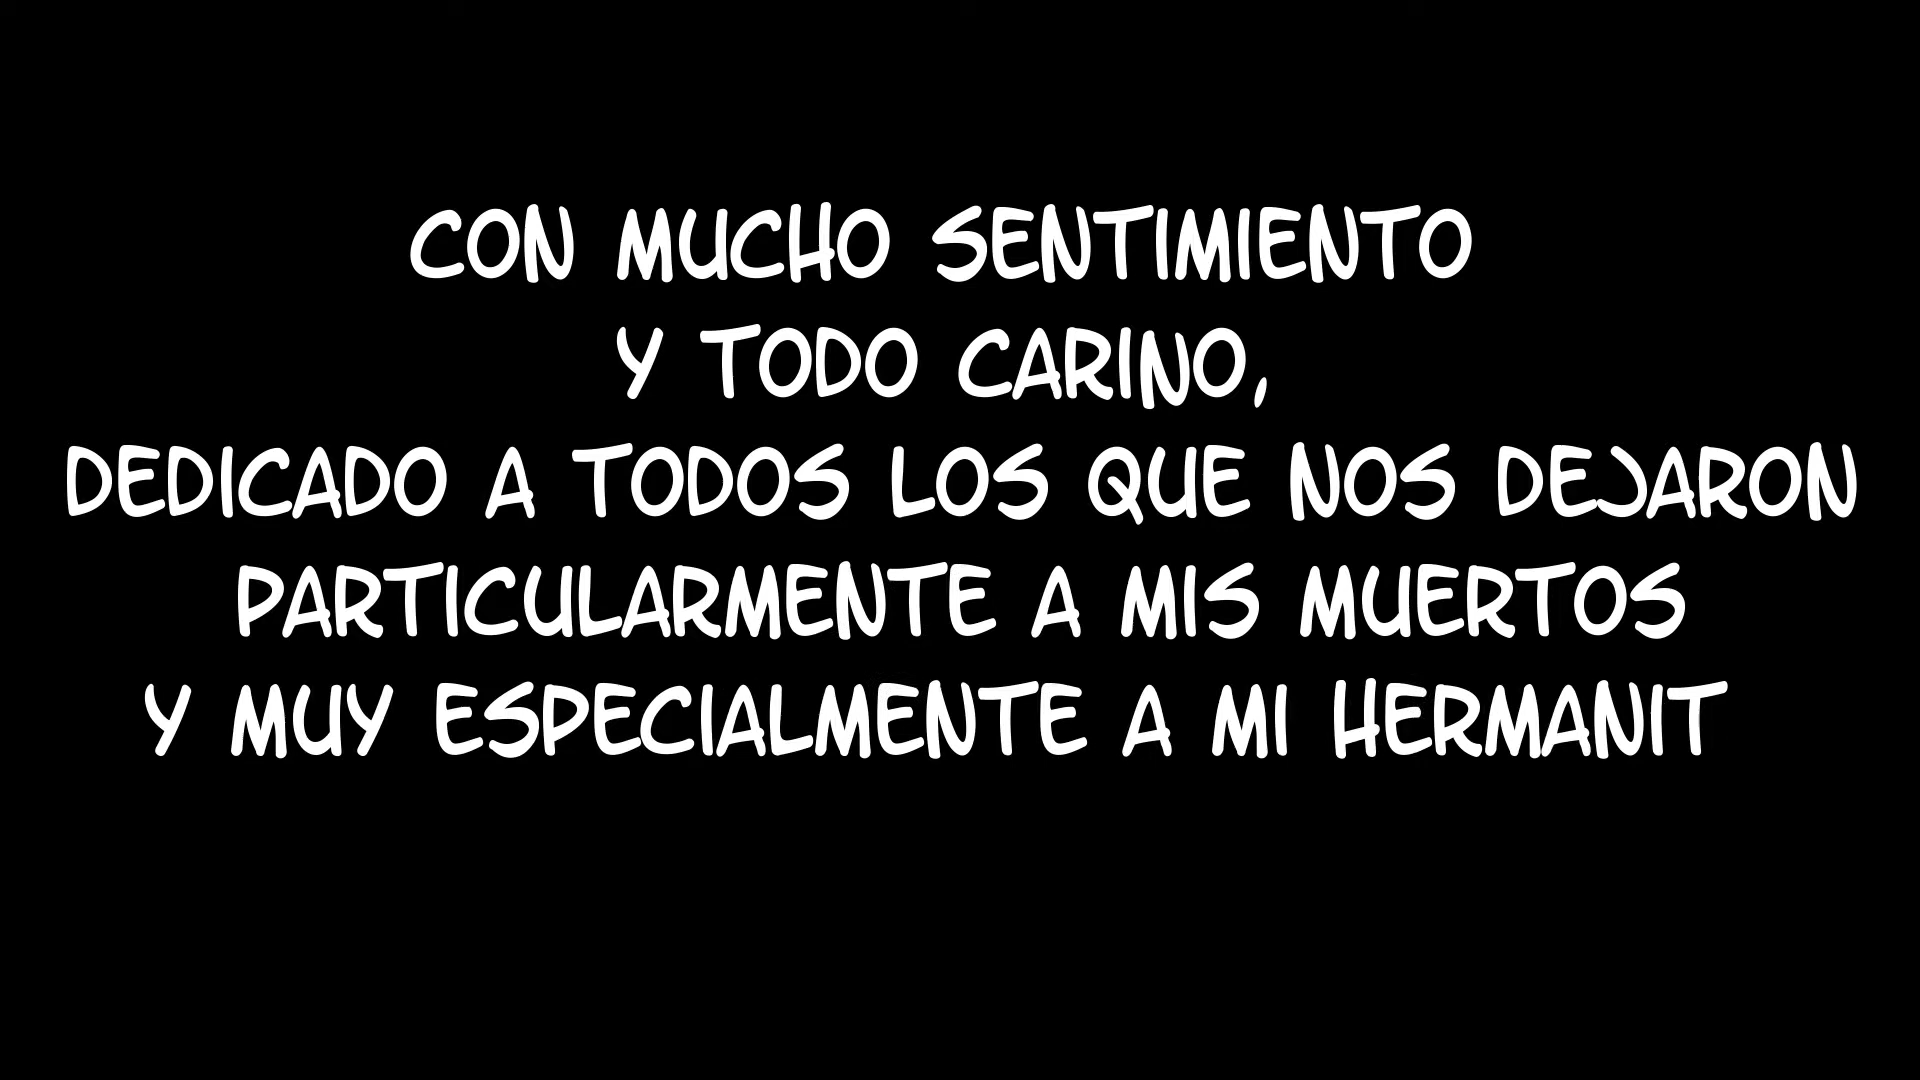 CON MUCHO SENTIMIENTO
Y TODO CARINO,
DEDICADO A TODOS LOS QUE NOS DEJARON
PARTICULARMENTE A MIS MUERTOS
Y MUY ESPECIALMENTE A MI HERMANIT